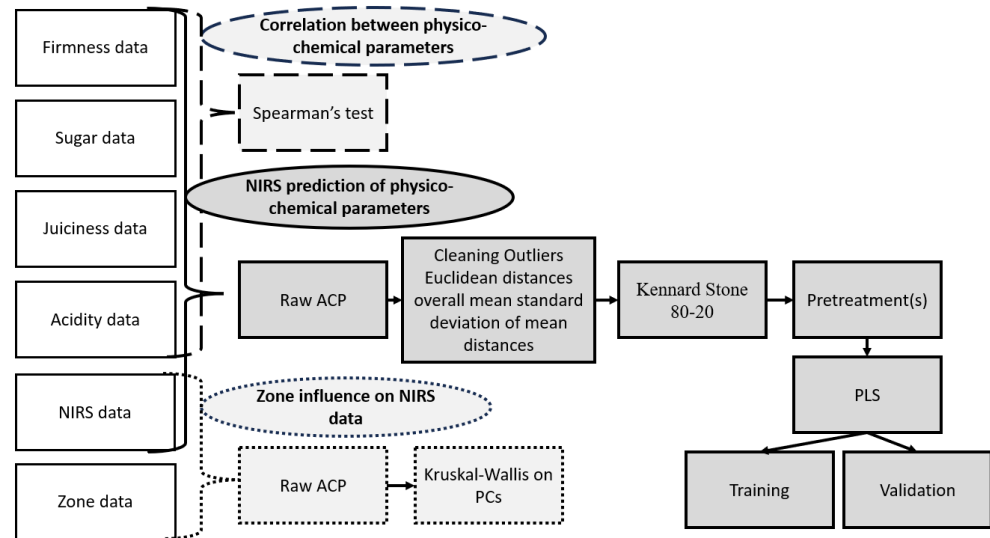 Firmness data
Sugar data
Juiciness data
Acidity data
NIRS data
Zone data
Correlation between physico-
chemical parameters
Spearman’s test
NIRS prediction of physico-
chemical parameters
Raw ACP
Cleaning Outliers
Euclidean distances
overall mean standard
deviation of mean
distances
Kennard Stone
80-20
Pretreatment(s)
PLS
Training
Validation
Zone influence on NIRS
data
Raw ACP
Kruskal-Wallis on
PCs